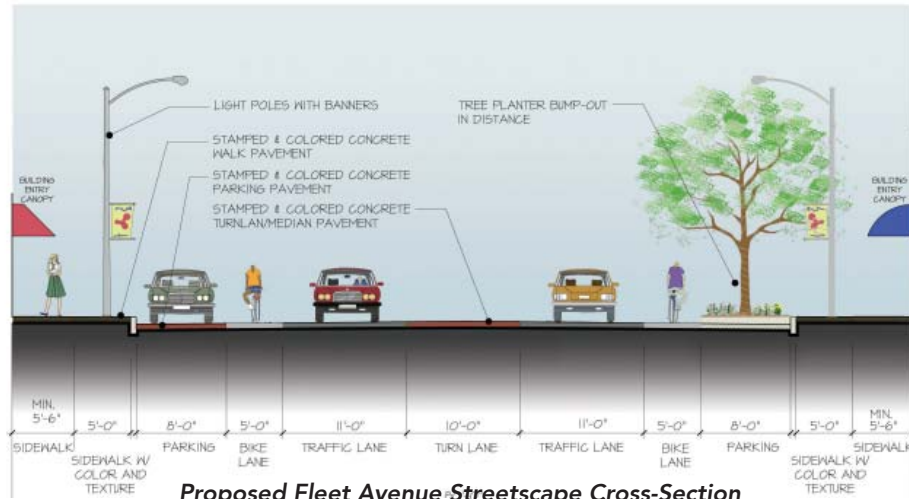 LIGHT POLES WITH BANNERS
STAMPED & COLORED CONCRETE
WALK PAVEMENT
STAMPED & COLORED CONCRETE
PARKING PAVEMENT
STAMPED & COLORED CONCRETE
TURNLAN/MEDIAN PAVEMENT
TREE PLANTER BUMP-OUT
IN DISTANCE
BUILDING
ENTRY
CANOPY
BUILDING
ENTRY
CANOPY
MIN.
5'-6"
5'-0"
8'-0"
5'-0"
11'-0"
10'-0"
11'-0"
5'-0"
8'-0"
5'-0"
MIN.
5'-6"
SIDEWALK
SIDEWALK W/
COLOR AND
TEXTURE
PARKING
BIKE
LANE
TRAFFIC LANE
TURN LANE
TRAFFIC LANE
BIKE
LANE
PARKING
SIDEWALK W/
COLOR AND
TEXTURE
SIDEWALK
Proposed Fleet Avenue Streetscape Cross-Section